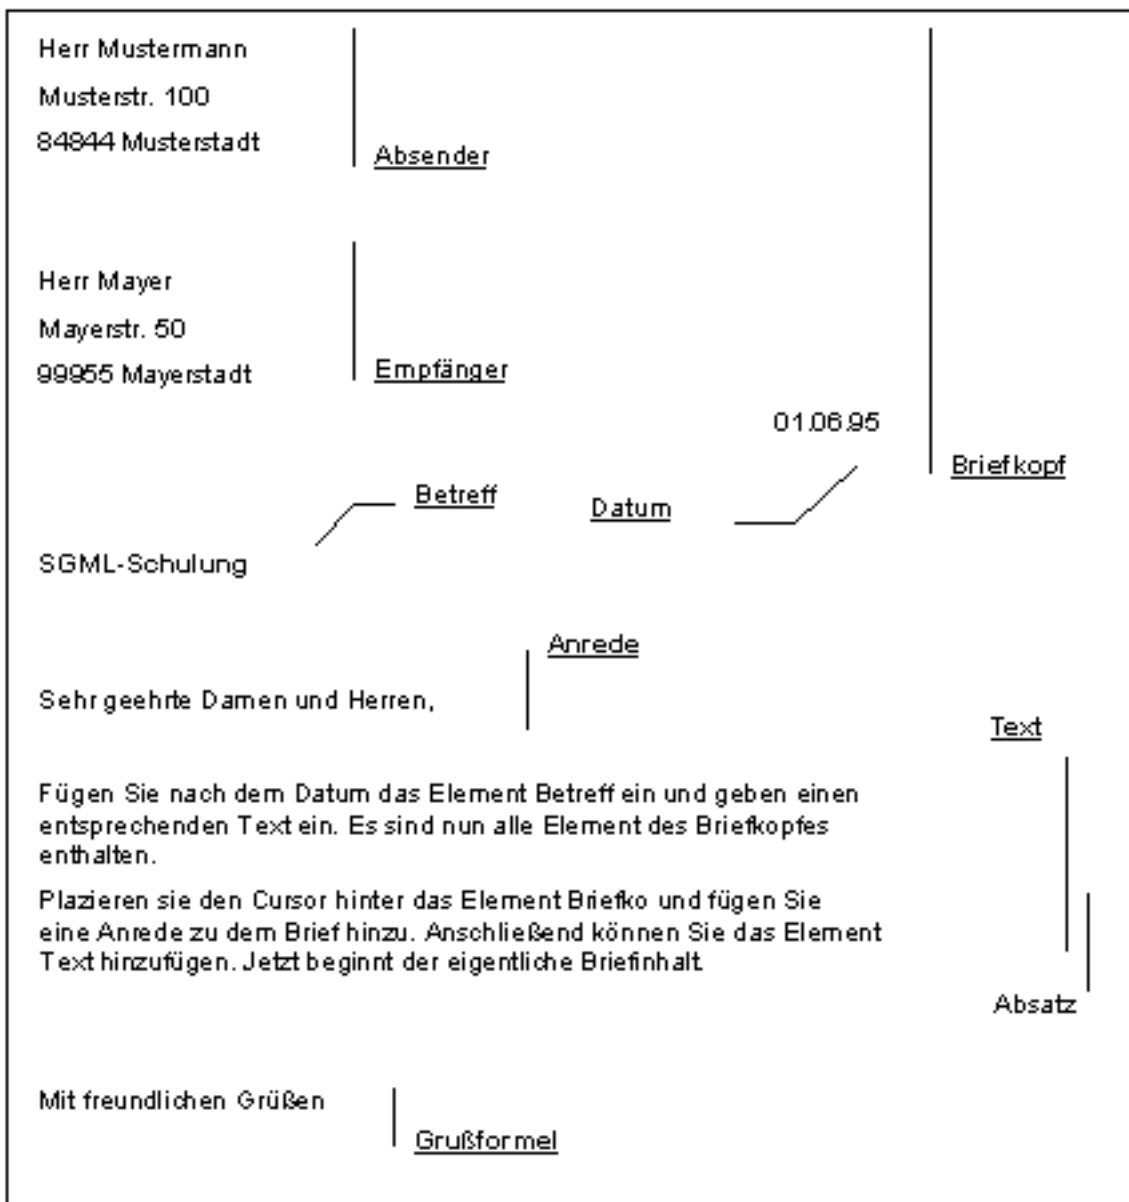 Herr Mustermann
Musterstr. 100
84844 Musterstadt
Absender
Herr Mayer
Mayerstr. 50
99955 Mayerstadt
Empfänger
01.06.95
Briefkopf
Betreff
Datum
SGML-Schulung
Anrede
Sehr geehrte Damen und Herren,
Text
Fügen Sie nach dem Datum das Element Betreff ein und geben einen
entsprechenden Text ein. Es sind nun alle Element des Briefkopfes
enthalten.
Plazieren sie den Cursor hinter das Element Briefko und fügen Sie
eine Anrede zu dem Brief hinzu. Anschließend können Sie das Element
Text hinzufügen. Jetzt beginnt der eigentliche Briefinhalt.
Absatz
Mit freundlichen Grüßen
Grußformel